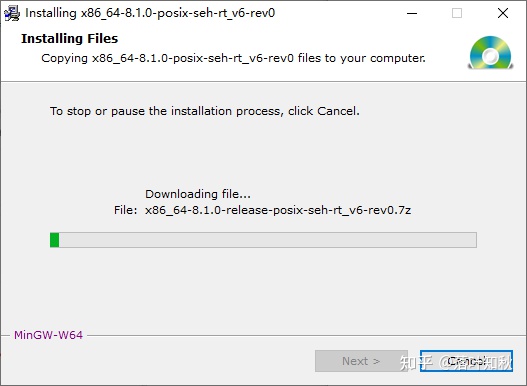 Installing x86_64-8.1.0-posix-seh-rt_v6-rev0
Installing Files
Copying x86_64-8.1.0-posix-seh-rt_v6-rev0 files to your computer.
To stop or pause the installation process, click Cancel.
Downloading file...
File: x86_64-8.1.0-release-posix-seh-rt_v6-rev0.7z
MinGW-W64
Next >
Cancel
知乎